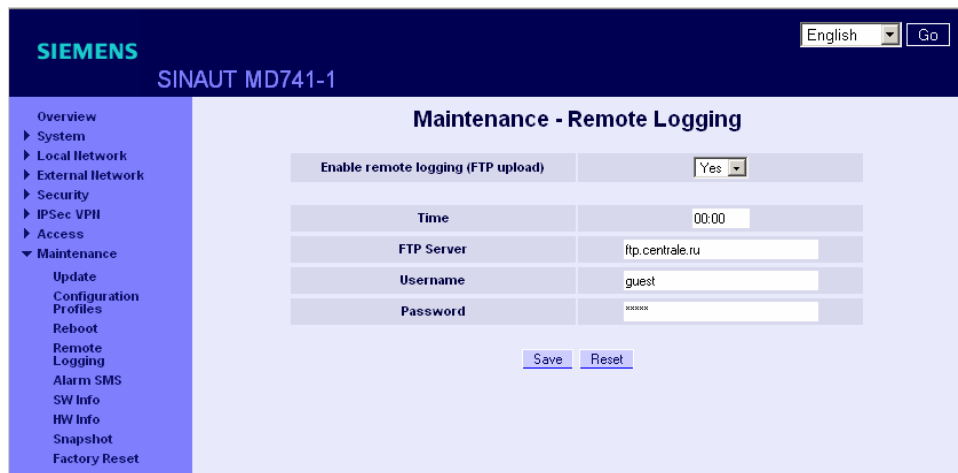 English
Go
SIEMENS
SINAUT MD741-1
Overview
System
Local Network
External Network
Security
IPSec VPN
Access
Maintenance
Update
Configuration
Profiles
Reboot
Remote
Logging
Alarm SMS
SW Info
HW Info
Snapshot
Factory Reset
Maintenance - Remote Logging
Enable remote logging (FTP upload) Yes
Time 00:00
FTP Server ftp.centrale.ru
Username guest
Password *****
Save Reset